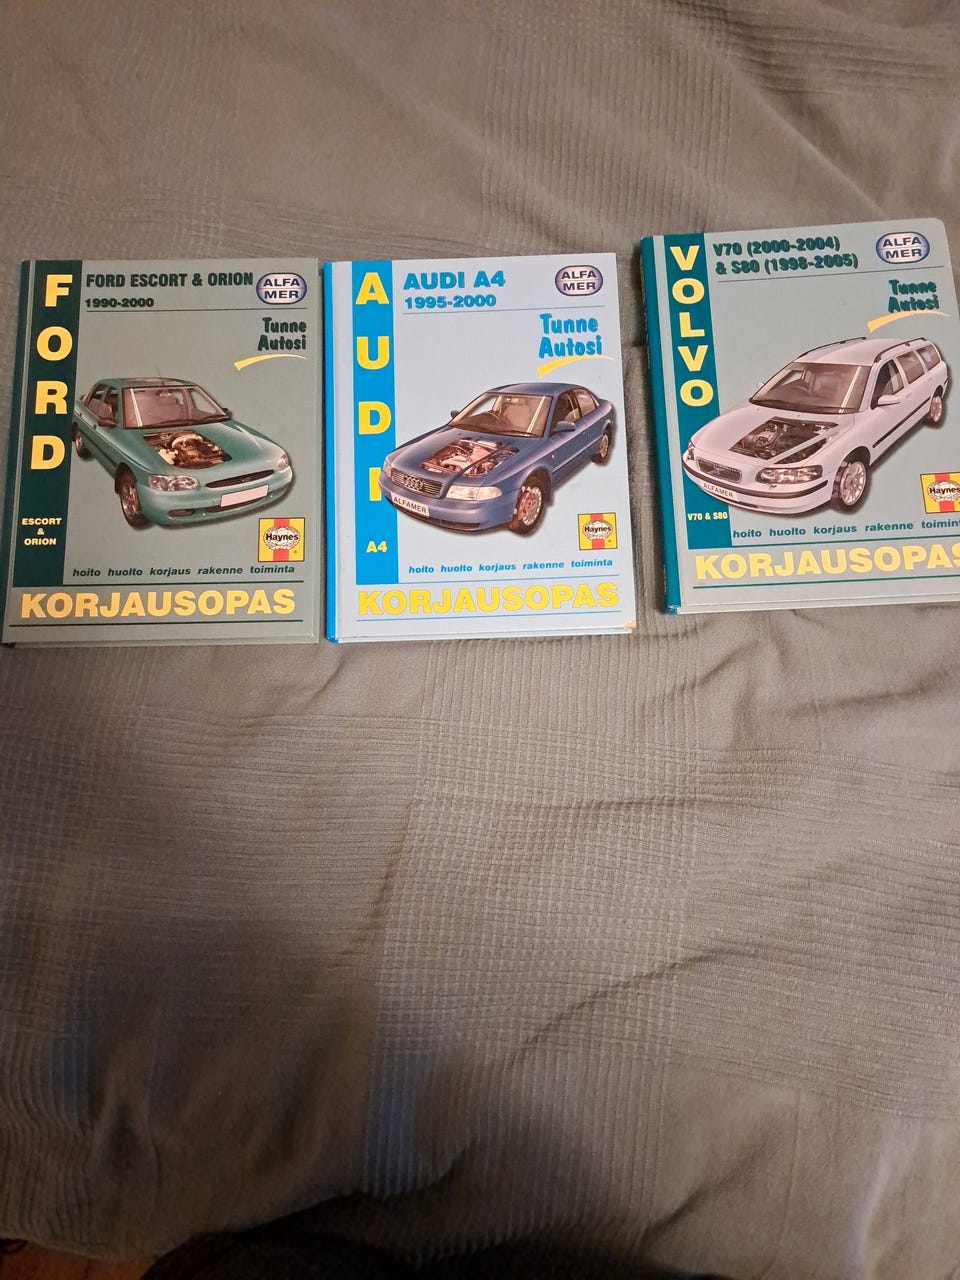 FORD
FORD ESCORT & ORION
1990-2000
ALFA
MER
Tunne
Autosi
ESCORT
&
ORION
Haynes
hoito huolto korjaus rakenne toiminta
KORJAUSOPAS
AUDI
AUDI A4
1995-2000
ALFA
MER
Tunne
Autosi
ALFAMER
A4
Haynes
hoito huolto korjaus rakenne toiminta
KORJAUSOPAS
VOLVO
V70 (2000-2004)
& S80 (1998-2005)
ALFA
MER
Tunne
Autosi
ALFAMER
V70 & S80
Haynes
hoito huolto korjaus rakenne toimint
KORJAUSOPAS